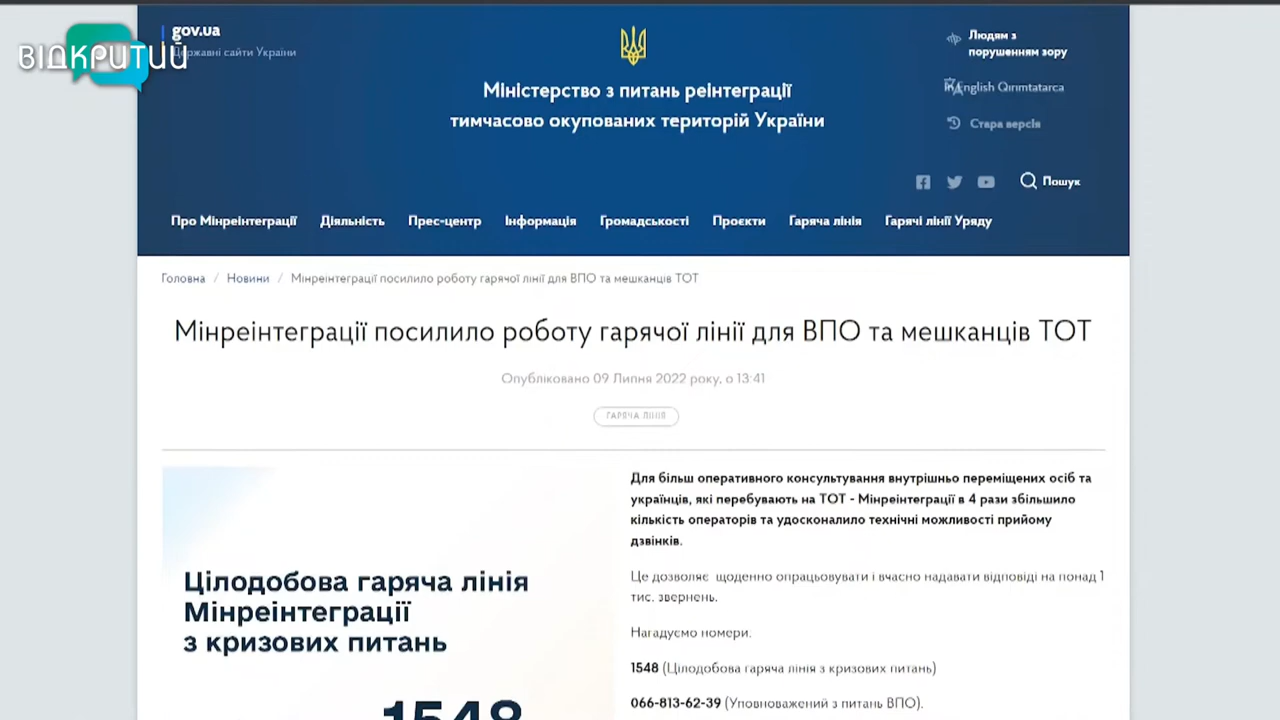 ВІДКРИТИЙ
gov.ua
Державні сайти України
Людям з
порушенням зору
English Qırımtatarca
Стара версія
Міністерство з питань реінтеграції
тимчасово окупованих територій України
Пошук
Про Мінреінтеграції Діяльність Прес-центр Інформація Громадськості Проєкти Гаряча лінія Гарячі лінії Уряду
Головна / Новини / Мінреінтеграції посилило роботу гарячої лінії для ВПО та мешканців ТОТ
Мінреінтеграції посилило роботу гарячої лінії для ВПО та мешканців ТОТ
Опубліковано 09 Липня 2022 року, о 13:41
ГАРЯЧА ЛІНІЯ
Цілодобова гаряча лінія
Мінреінтеграції
з кризових питань
1548
Для більш оперативного консультування внутрішньо переміщених осіб та
українців, які перебувають на ТОТ - Мінреінтеграції в 4 рази збільшило
кількість операторів та удосконалило технічні можливості прийому
дзвінків.
Це дозволяє щоденно опрацьовувати і вчасно надавати відповіді на понад 1
тис. звернень.
Нагадуємо номери.
1548 (Цілодобова гаряча лінія з кризових питань)
066-813-62-39 (Уповноважений з питань ВПО).